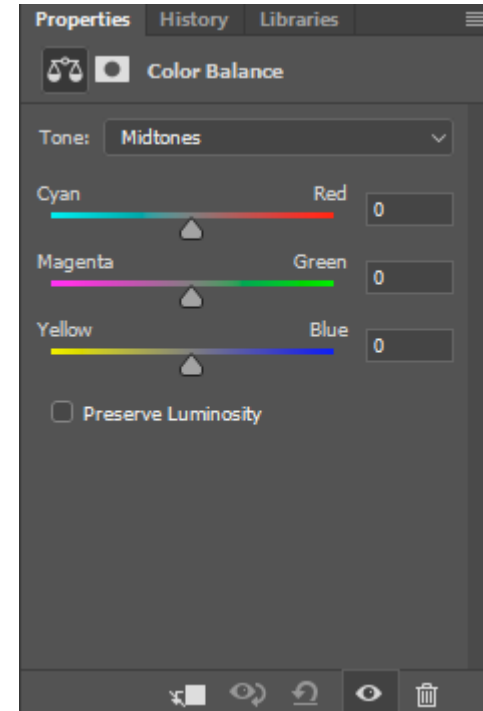 Properties History Libraries
Color Balance
Tone: Midtones
Cyan Red 0
Magenta Green 0
Yellow Blue 0
Preserve Luminosity